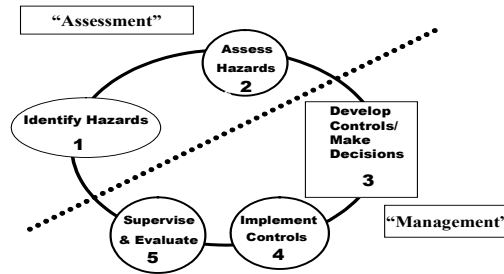 “Assessment”
Assess
Hazards
2
Identify Hazards
1
Develop
Controls/
Make
Decisions
3
Supervise
& Evaluate
5
Implement
Controls
4
“Management”